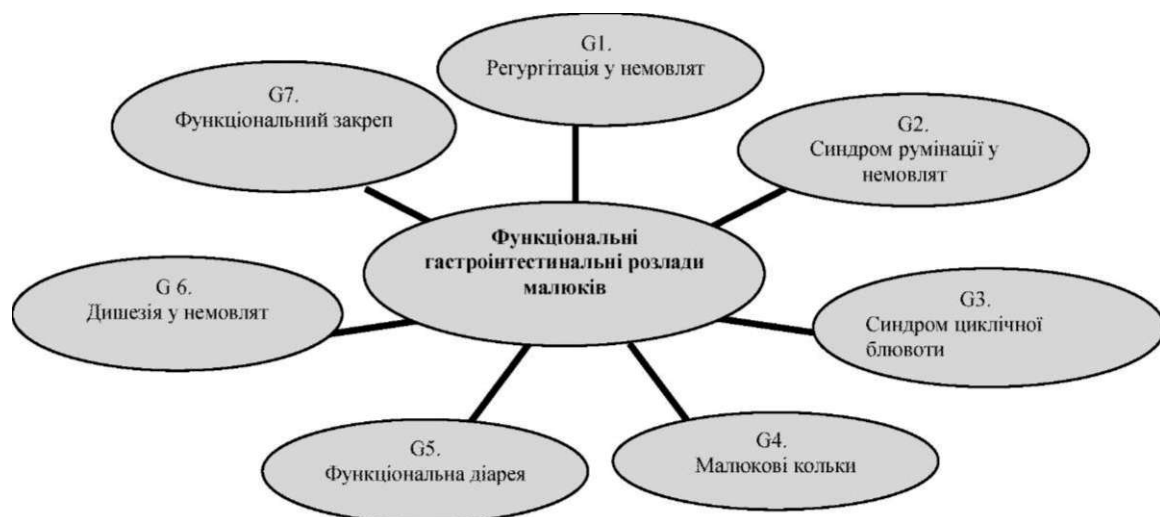 G1.
Регургітація у немовлят
G2.
Синдром румінації у
немовлят
G3.
Синдром циклічної
блювоти
G4.
Малюкові кольки
G5.
Функціональна діарея
G 6.
Дишезія у немовлят
G7.
Функціональний закреп
Функціональні
гастроінтестинальні розлади
малюків